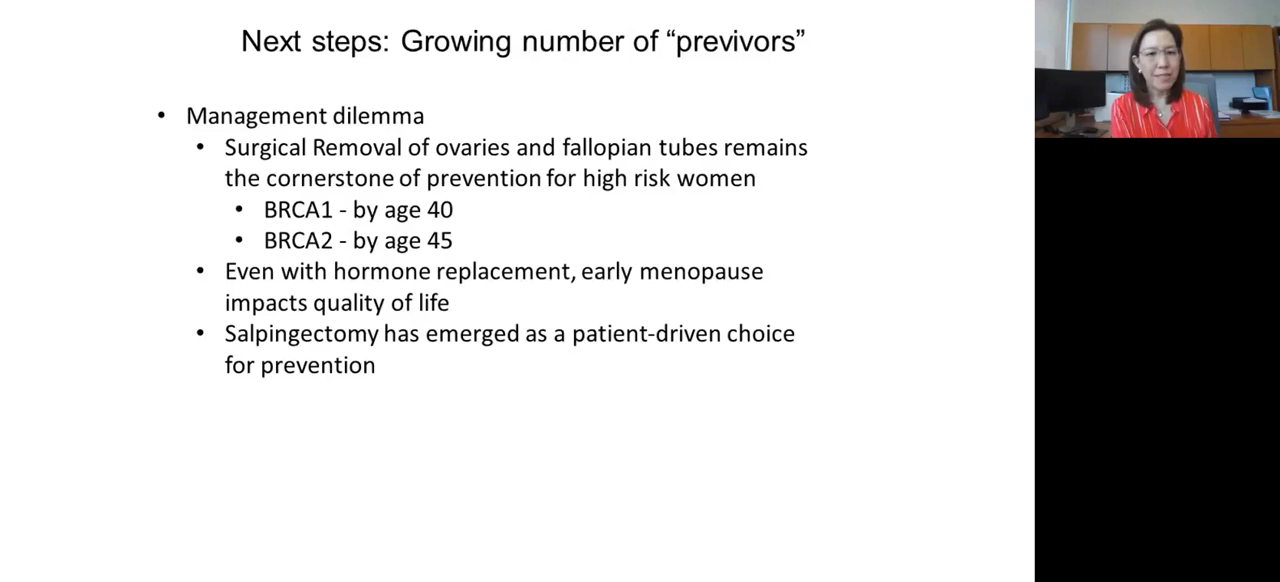 Next steps: Growing number of “previvors”
• Management dilemma
• Surgical Removal of ovaries and fallopian tubes remains
the cornerstone of prevention for high risk women
• BRCA1 - by age 40
• BRCA2 - by age 45
• Even with hormone replacement, early menopause
impacts quality of life
• Salpingectomy has emerged as a patient-driven choice
for prevention